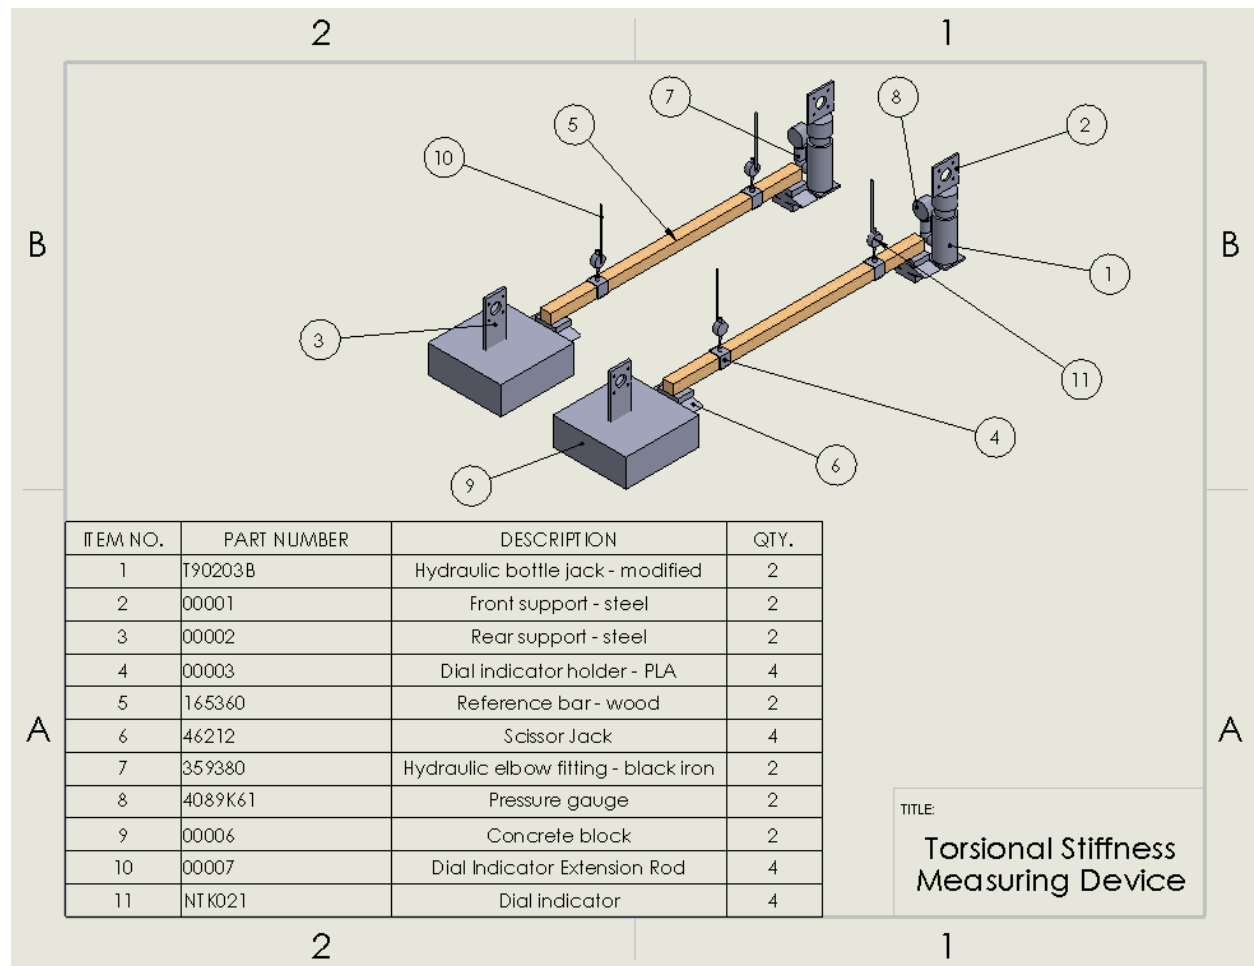 2 1
7 8
5 2
10
B B
1
3
11
4
6
9
ITEM NO. PART NUMBER DESCRIPTION QTY.
1 T90203B Hydraulic bottle jack - modified 2
2 00001 Front support - steel 2
3 00002 Rear support - steel 2
4 00003 Dial indicator holder - PLA 4
5 165360 Reference bar - wood 2
A A
6 46212 Scissor Jack 4
7 359380 Hydraulic elbow fitting - black iron 2
8 4089K61 Pressure gauge 2
9 00006 Concrete block 2
10 00007 Dial Indicator Extension Rod 4
11 NTK021 Dial indicator 4
TITLE:
Torsional Stiffness
Measuring Device
2 1